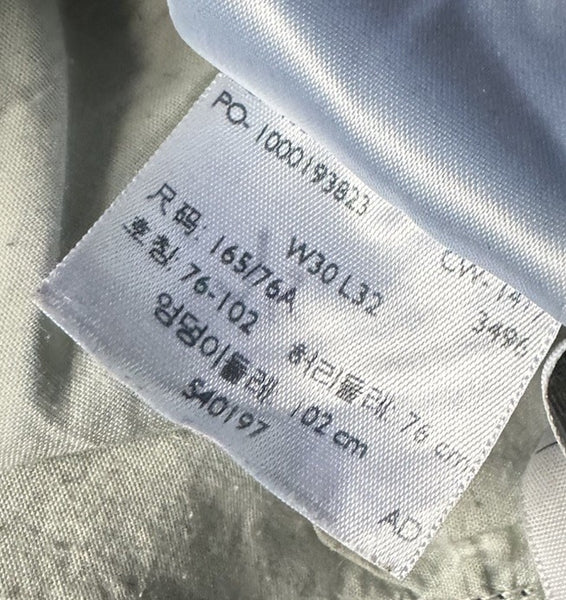 PO- 1000193823
W30 L32
尺码: 165/76A
3496
호칭: 76-102
허리둘레: 76 cm
엉덩이둘레 102 cm
S40197
AD